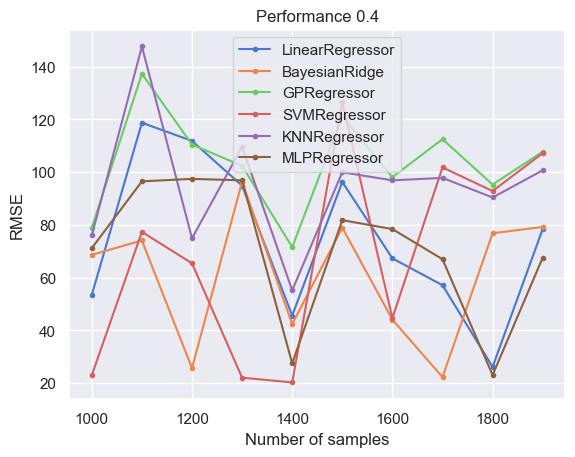 Performance 0.4
LinearRegressor
BayesianRidge
GPRegressor
SVMRegressor
KNNRegressor
MLPRegressor
140
120
100
80
60
40
20
RMSE
1000
1200
1400
1600
1800
Number of samples